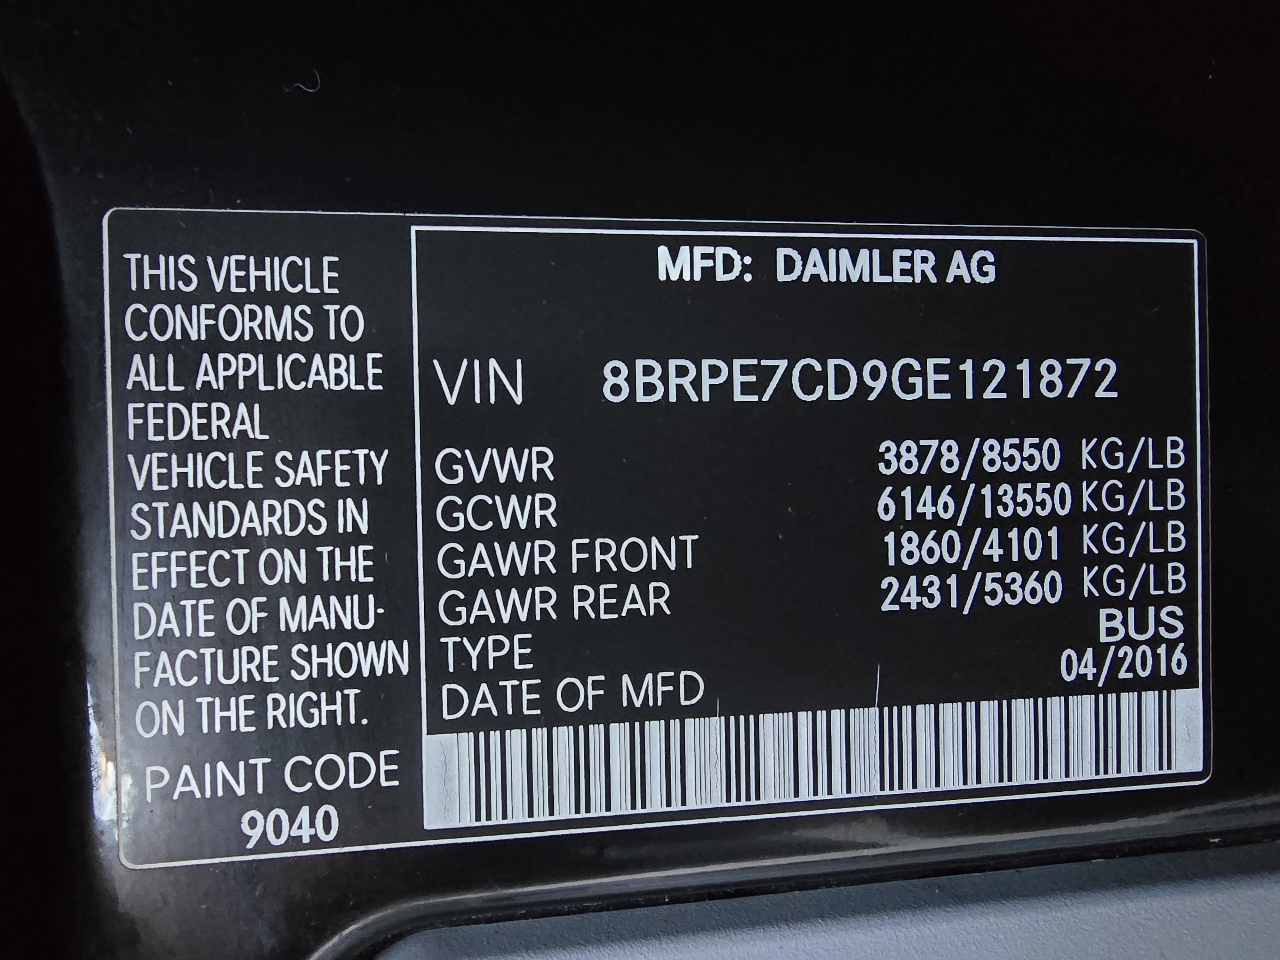 THIS VEHICLE
CONFORMS TO
ALL APPLICABLE
FEDERAL
VEHICLE SAFETY
STANDARDS IN
EFFECT ON THE
DATE OF MANU-
FACTURE SHOWN
ON THE RIGHT.
PAINT CODE
9040
MFD: DAIMLER AG
VIN 8BRPE7CD9GE121872
GVWR 3878/8550 KG/LB
GCWR 6146/13550 KG/LB
GAWR FRONT 1860/4101 KG/LB
GAWR REAR 2431/5360 KG/LB
TYPE BUS
DATE OF MFD 04/2016